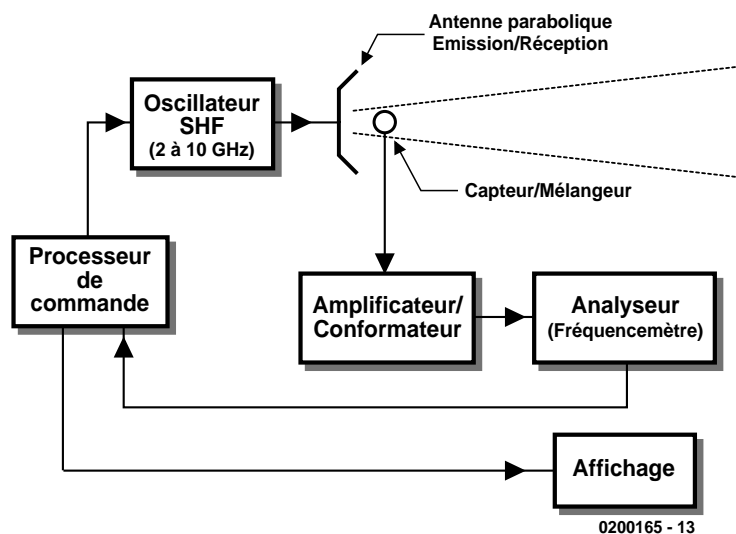 Antenne parabolique
Emission/Réception
Oscillateur
SHF
(2 à 10 GHz)
Capteur/Mélangeur
Processeur
de
commande
Amplificateur/
Conformateur
Analyseur
(Fréquencemètre)
Affichage
0200165 - 13